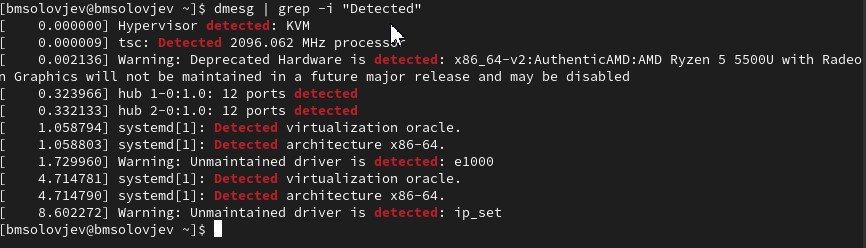 [bmsolovjev@bmsolovjev ~]$ dmesg | grep -i "Detected"
[    0.000000] Hypervisor detected: KVM
[    0.000009] tsc: Detected 2096.062 MHz processor
[    0.002136] Warning: Deprecated Hardware is detected: x86_64-v2:AuthenticAMD:AMD Ryzen 5 5500U with Radeo
n Graphics will not be maintained in a future major release and may be disabled
[    0.323966] hub 1-0:1.0: 12 ports detected
[    0.332133] hub 2-0:1.0: 12 ports detected
[    1.058794] systemd[1]: Detected virtualization oracle.
[    1.058803] systemd[1]: Detected architecture x86-64.
[    1.729960] Warning: Unmaintained driver is detected: e1000
[    4.714781] systemd[1]: Detected virtualization oracle.
[    4.714790] systemd[1]: Detected architecture x86-64.
[    8.602272] Warning: Unmaintained driver is detected: ip_set
[bmsolovjev@bmsolovjev ~]$